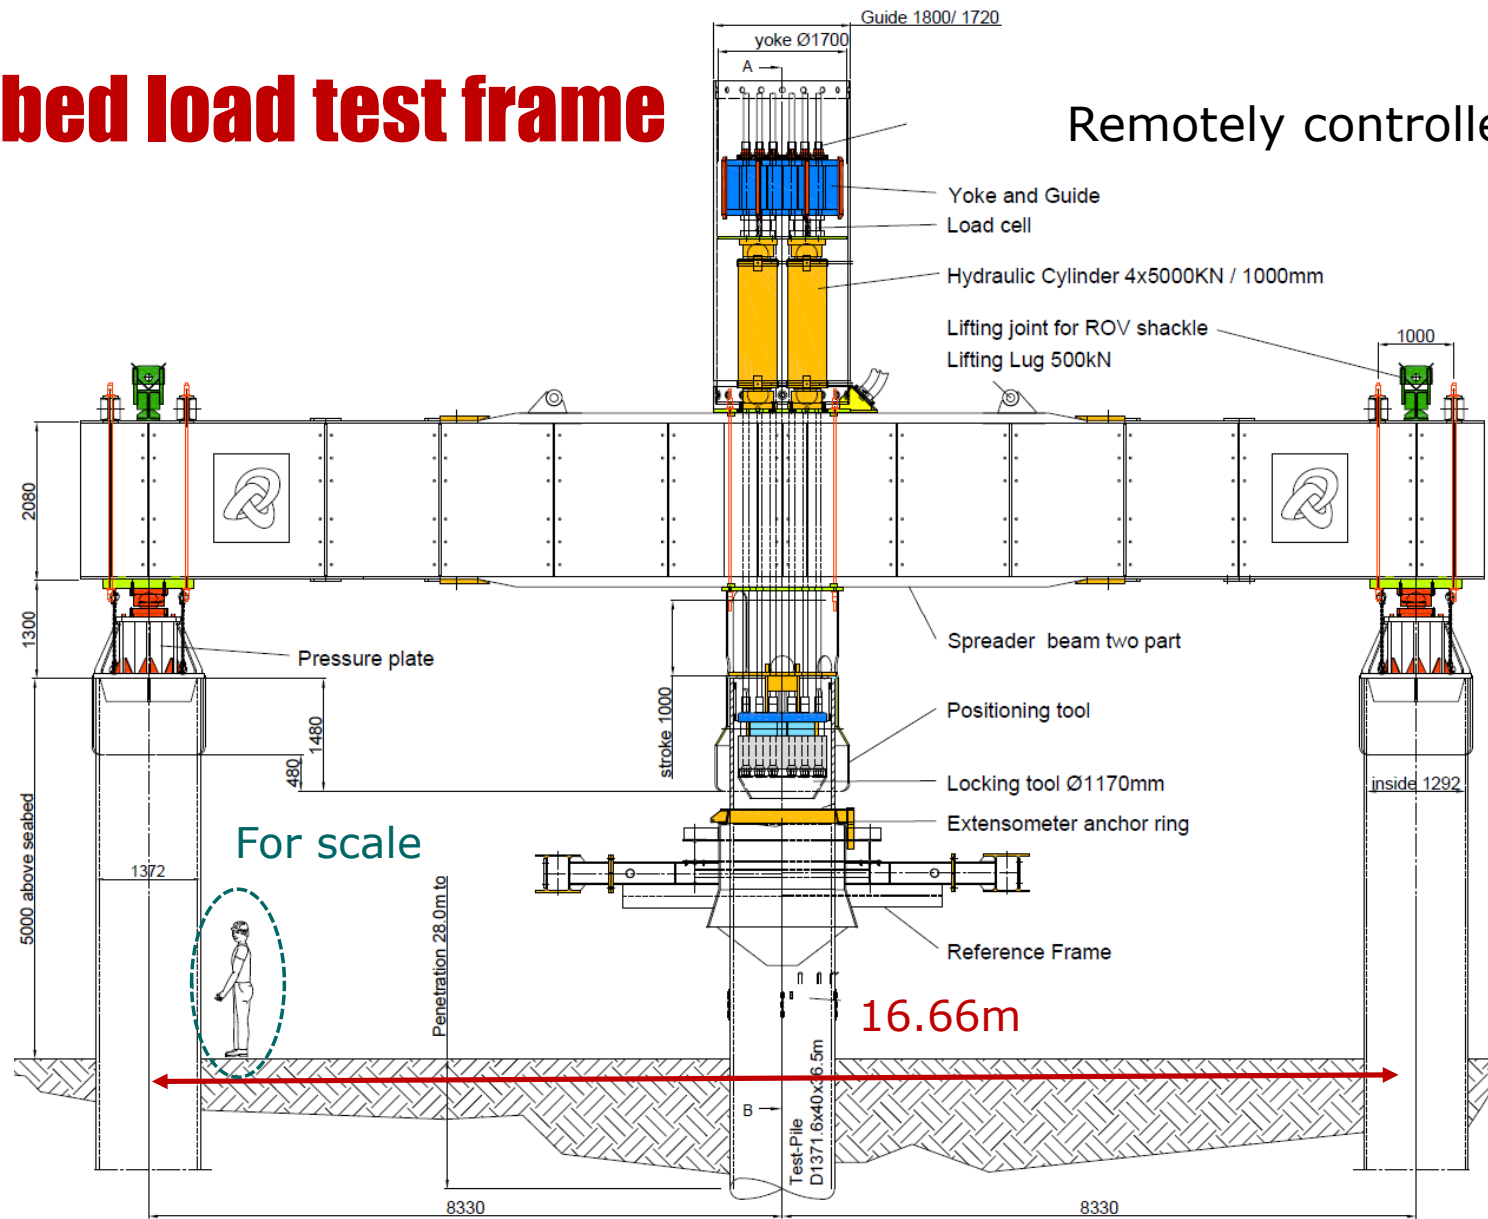 Guide 1800/ 1720
yoke Ø1700
A
bed load test frame
Remotely controlle
Yoke and Guide
Load cell
Hydraulic Cylinder 4x5000KN / 1000mm
Lifting joint for ROV shackle
Lifting Lug 500kN
1000
2080
1300
Pressure plate
Spreader beam two part
stroke 1000
1480
480
Positioning tool
Locking tool Ø1170mm
inside 1292
Extensometer anchor ring
For scale
1372
5000 above seabed
Penetration 28.0m to
Reference Frame
16.66m
B
Test-Pile
D1371.6x40x36.5m
8330
8330